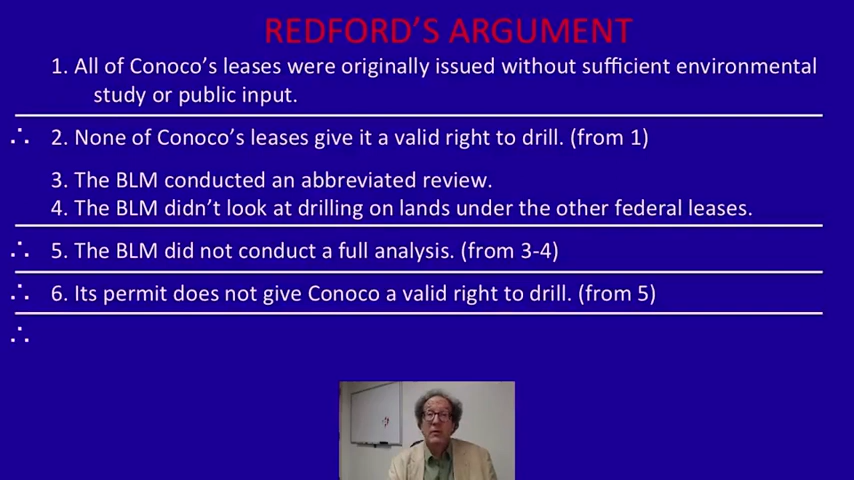 REDFORD'S ARGUMENT
1. All of Conoco's leases were originally issued without sufficient environmental
study or public input.
∴ 2. None of Conoco's leases give it a valid right to drill. (from 1)
3. The BLM conducted an abbreviated review.
4. The BLM didn't look at drilling on lands under the other federal leases.
∴ 5. The BLM did not conduct a full analysis. (from 3-4)
∴ 6. Its permit does not give Conoco a valid right to drill. (from 5)
∴